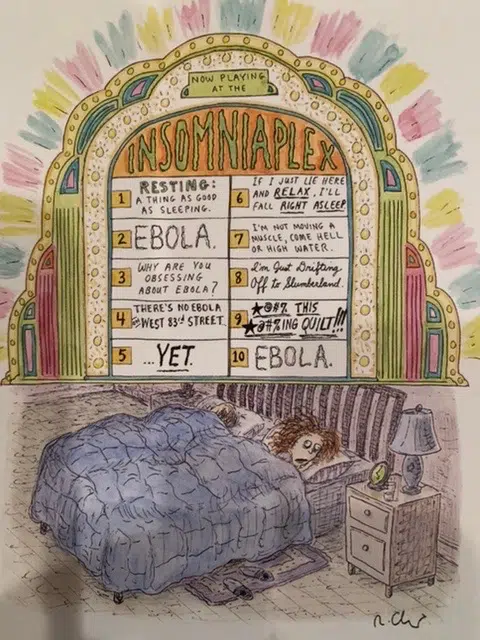 NOW PLAYING
AT THE
INSOMNIAPLEX
1
RESTING:
A THING AS GOOD
AS SLEEPING.
2
EBOLA.
3
WHY ARE YOU
OBSESSING
ABOUT EBOLA?
4
THERE'S NO EBOLA
ON WEST 83rd STREET.
5
...YET.
6
IF I JUST LIE HERE
AND RELAX, I'LL
FALL RIGHT ASLEEP
7
I'M NOT MOVING A
MUSCLE, COME HELL
OR HIGH WATER.
8
I'm Just Drifting
Off to Slumberland.
9
★@#% THIS
★@#%ING QUILT!!!
10
EBOLA.